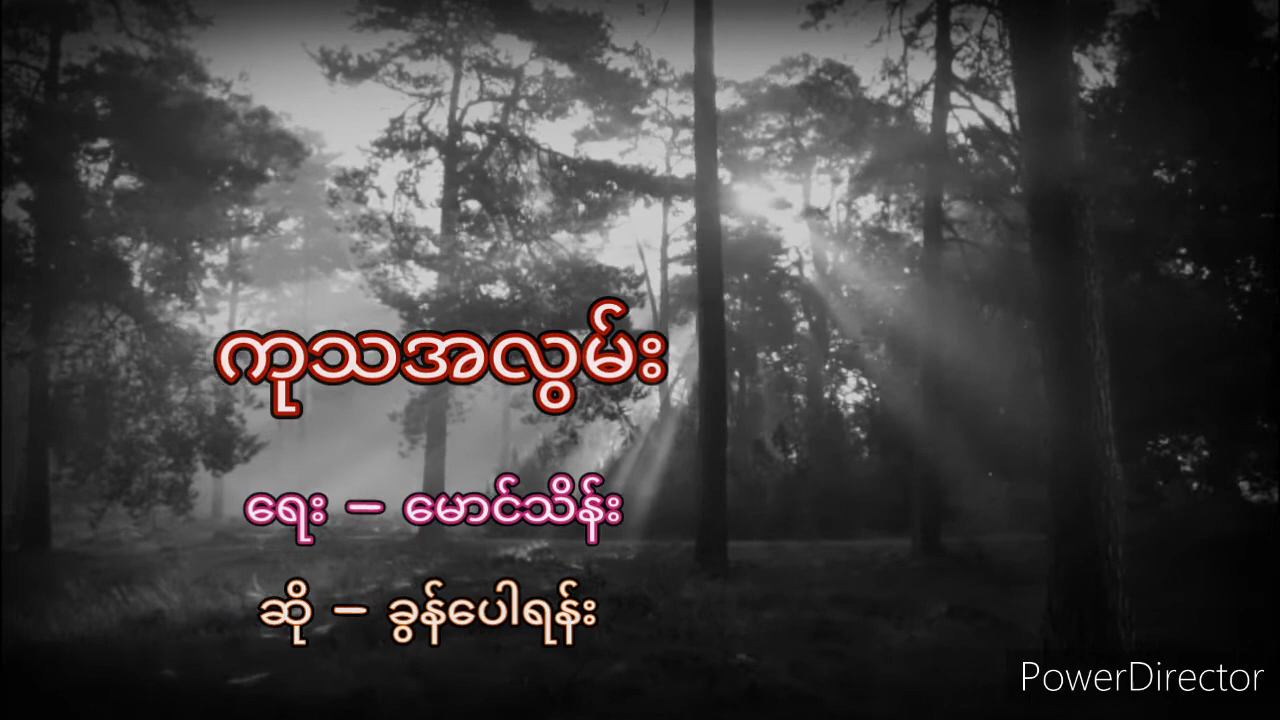 ကုသအလွမ်း
ရေး – မောင်သိန်း
ဆို – ခွန်ပေါရန်း
PowerDirector